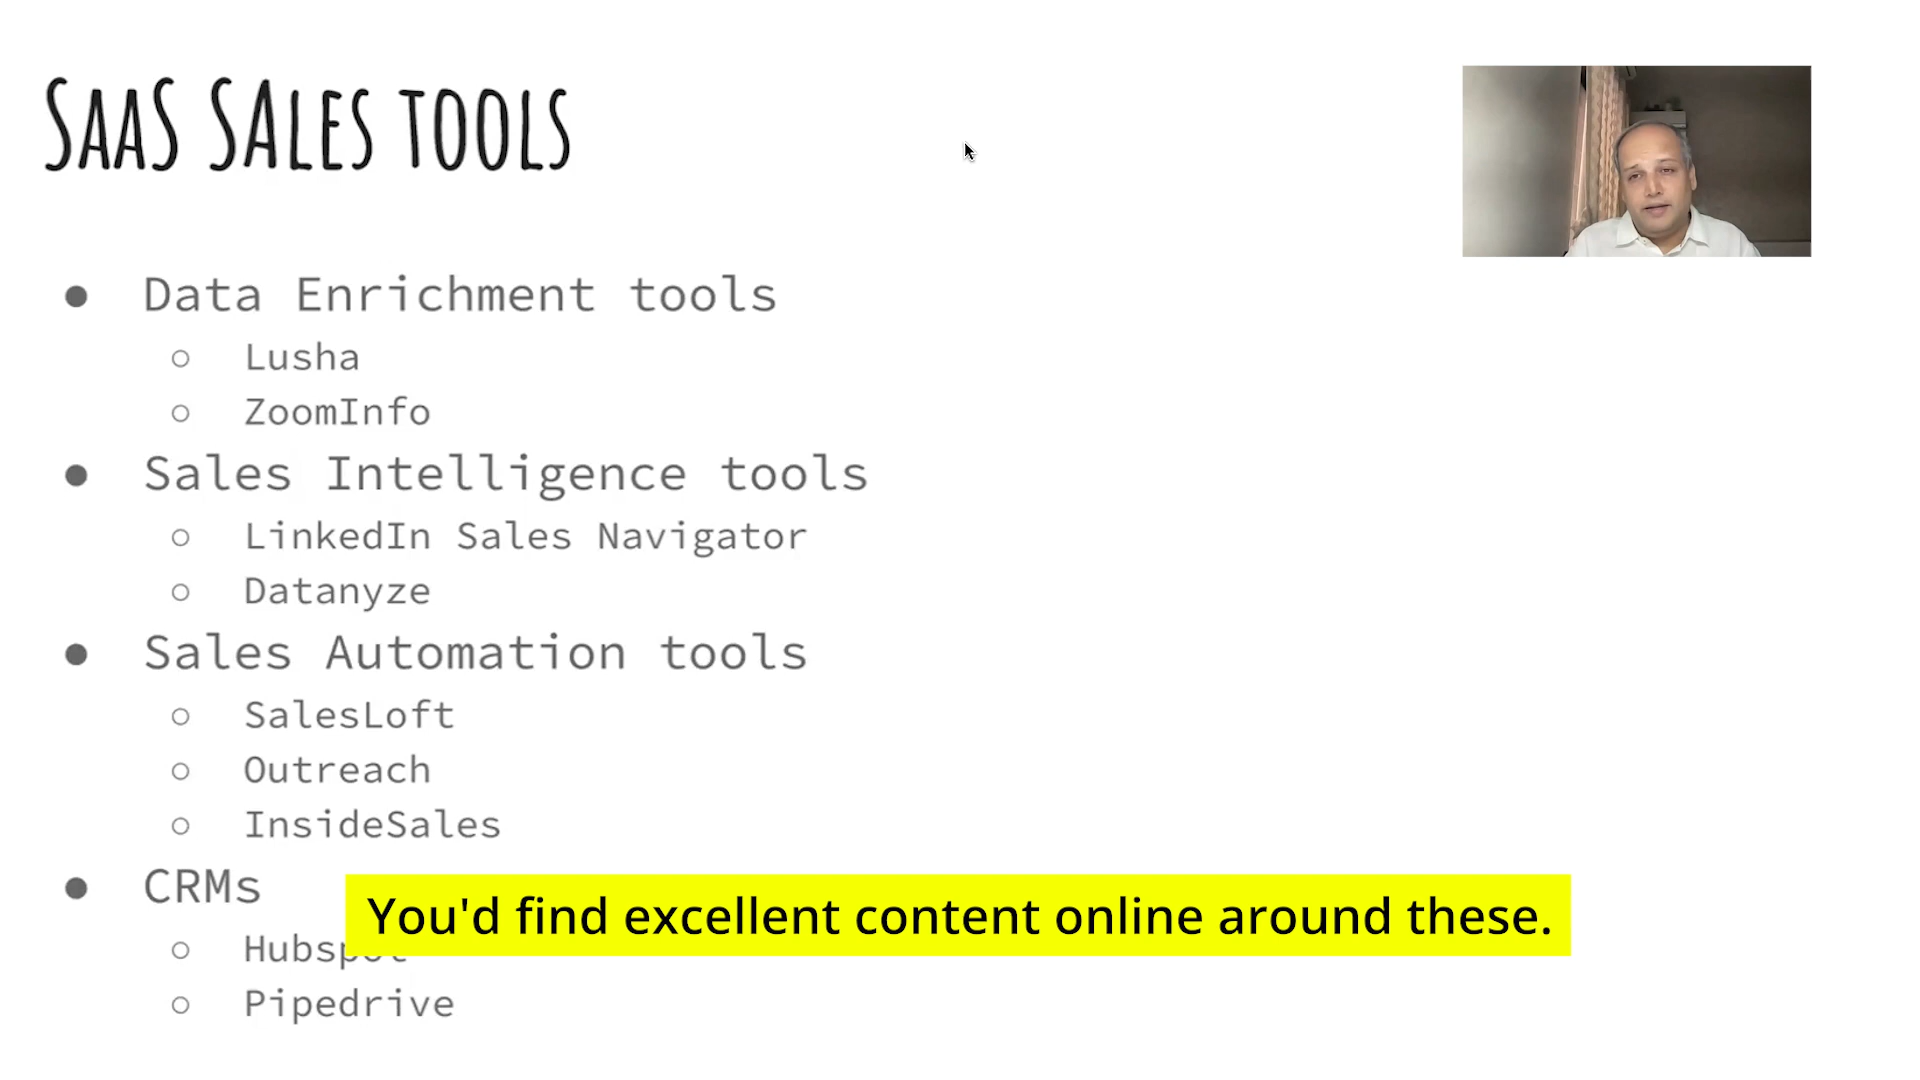 SaaS SAles tools
● Data Enrichment tools
○ Lusha
○ ZoomInfo
● Sales Intelligence tools
○ LinkedIn Sales Navigator
○ Datanyze
● Sales Automation tools
○ SalesLoft
○ Outreach
○ InsideSales
● CRMs
You'd find excellent content online around these.
○ Hubspot
○ Pipedrive